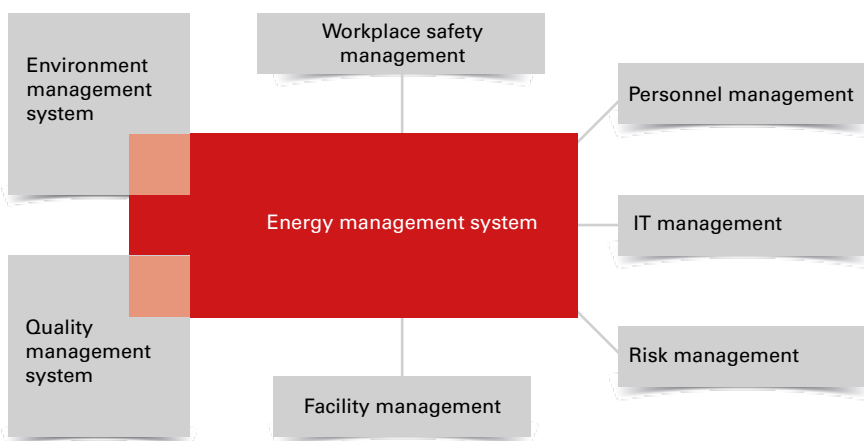 Workplace safety
management
Environment
management
system
Personnel management
Energy management system
IT management
Quality
management
system
Risk management
Facility management